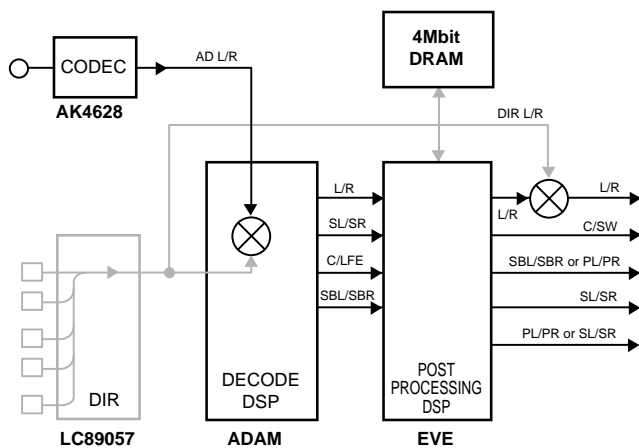 4Mbit
DRAM
CODEC
AD L/R
AK4628
DIR L/R
L/R
L/R
L/R
SL/SR
C/SW
C/LFE
SBL/SBR or PL/PR
SBL/SBR
SL/SR
PL/PR or SL/SR
DECODE
DSP
POST
PROCESSING
DSP
DIR
LC89057
ADAM
EVE